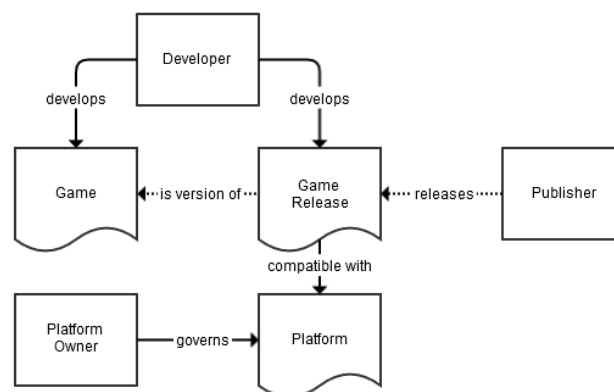 Developer
develops
develops
Game
is version of
Game
Release
releases
Publisher
compatible with
Platform
Owner
governs
Platform